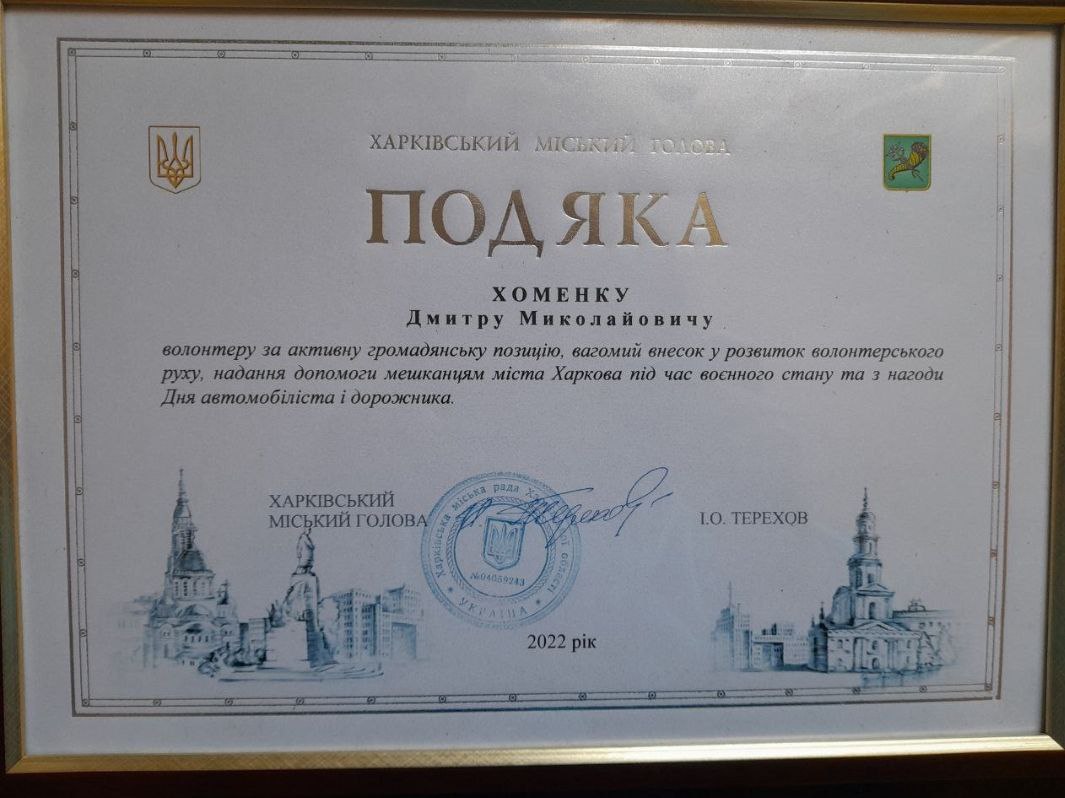 ХАРКІВСЬКИЙ МІСЬКИЙ ГОЛОВА
ПОДЯКА
ХОМЕНКУ
Дмитру Миколайовичу
волонтеру за активну громадянську позицію, вагомий внесок у розвиток волонтерського
руху, надання допомоги мешканцям міста Харкова під час воєнного стану та з нагоди
Дня автомобіліста і дорожника.
ХАРКІВСЬКИЙ
МІСЬКИЙ ГОЛОВА
Харківська міська рада Х області
№04059243
УКРАЇНА
І.О. ТЕРЕХОВ
2022 рік